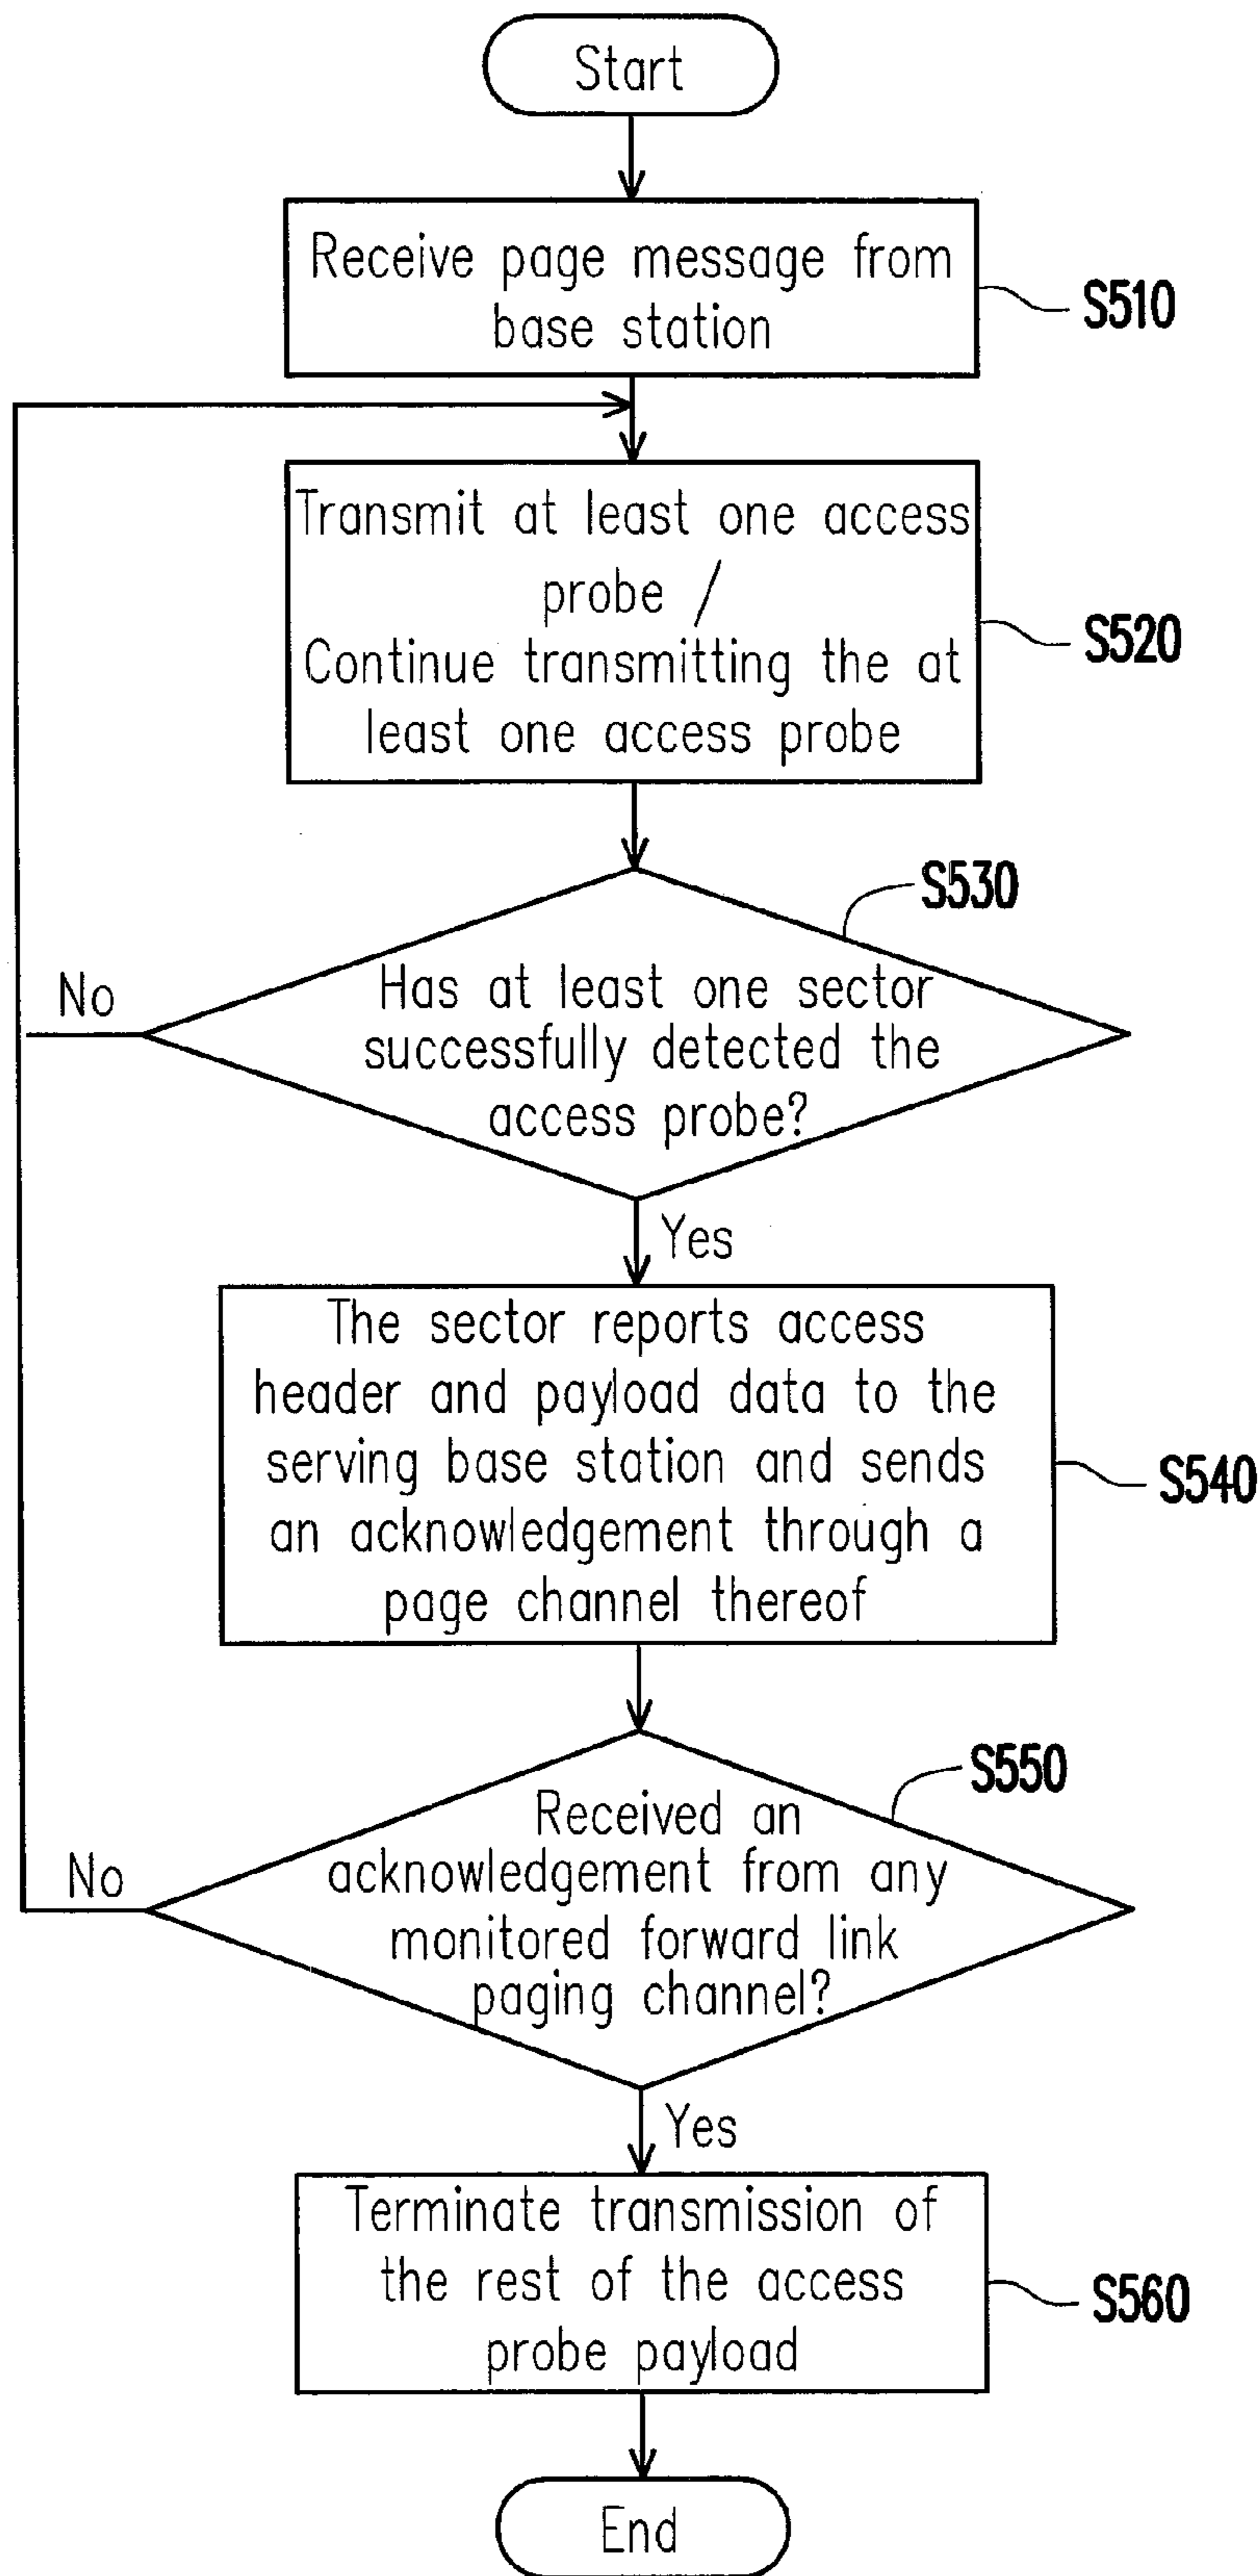 Start
Receive page message from
base station
S510
Transmit at least one access
probe /
Continue transmitting the at
least one access probe
S520
S530
Has at least one sector
successfully detected the
access probe?
No
Yes
The sector reports access
header and payload data to the
serving base station and sends
an acknowledgement through a
page channel thereof
S540
S550
Received an
acknowledgement from any
monitored forward link
paging channel?
No
Yes
Terminate transmission of
the rest of the access
probe payload
S560
End